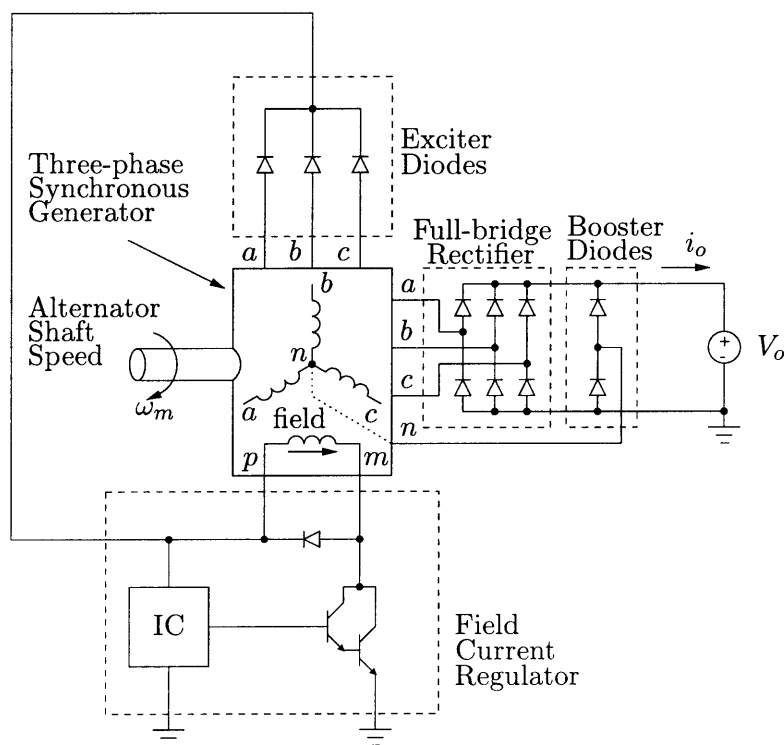 Exciter
Diodes
Three-phase
Synchronous
Generator
a b c
Full-bridge
Rectifier
Booster
Diodes
i_o
Alternator
Shaft
Speed
ω_m
b
n
a
c
field
p
m
a
b
c
n
+
-
V_o
IC
Field
Current
Regulator